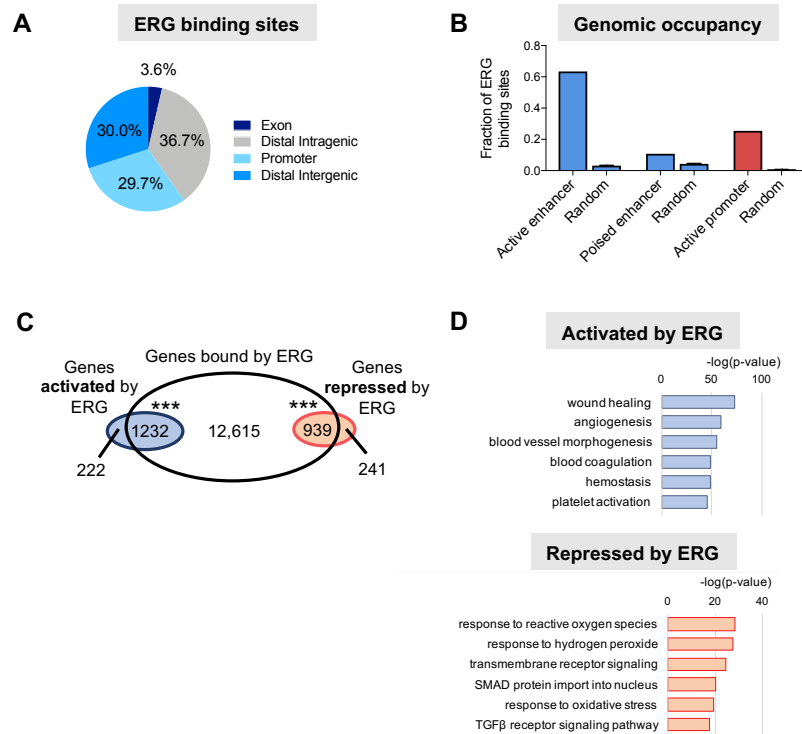 A
ERG binding sites
3.6%
30.0%
36.7%
29.7%
Exon
Distal Intragenic
Promoter
Distal Intergenic
B
Genomic occupancy
Fraction of ERG
binding sites
0.8
0.6
0.4
0.2
0.0
Active enhancer
Random
Poised enhancer
Random
Active promoter
Random
C
Genes bound by ERG
Genes
activated by
ERG
***
***
Genes
repressed by
ERG
1232
12,615
939
222
241
D
Activated by ERG
-log(p-value)
0 50 100
wound healing
angiogenesis
blood vessel morphogenesis
blood coagulation
hemostasis
platelet activation
Repressed by ERG
-log(p-value)
0 20 40
response to reactive oxygen species
response to hydrogen peroxide
transmembrane receptor signaling
SMAD protein import into nucleus
response to oxidative stress
TGFβ receptor signaling pathway